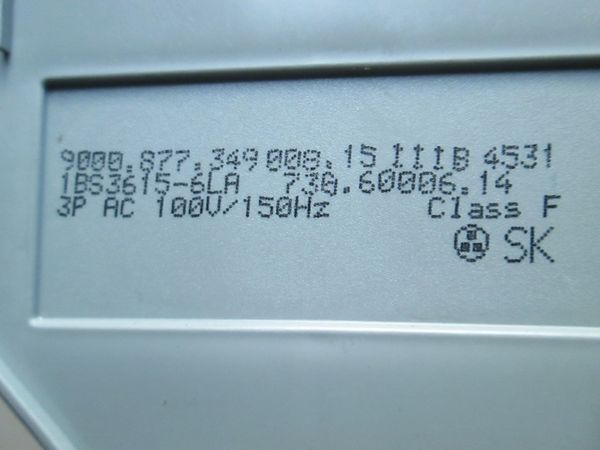 9000.877.349 008.15 IIIB 4531
1BS3615-6LA 730.60006.14
3P AC 100V/150Hz Class F
SK